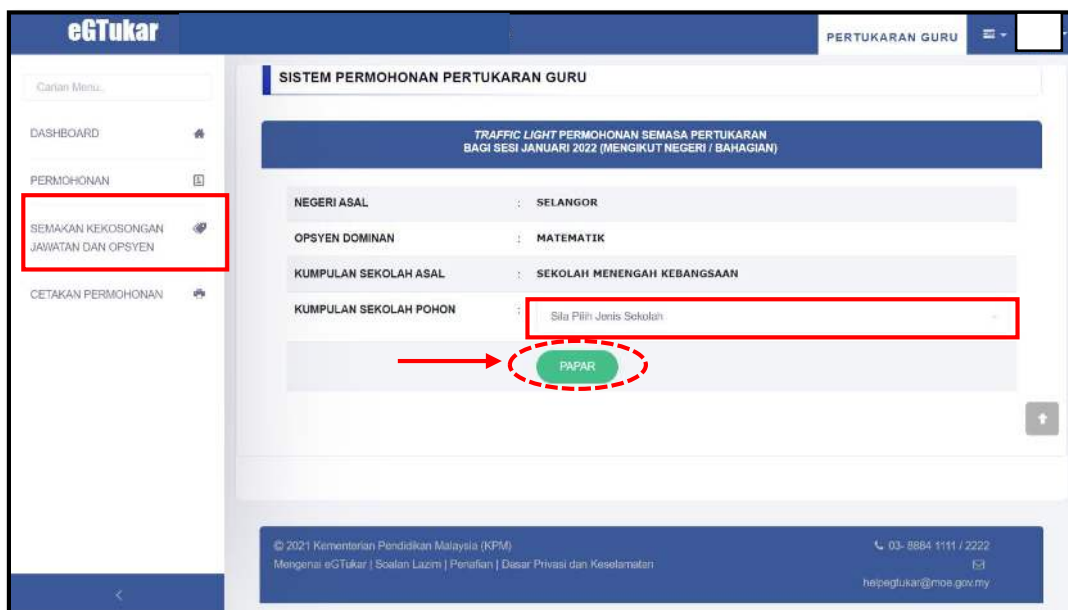 eGTukar
PERTUKARAN GURU
Carian Menu..
DASHBOARD
PERMOHONAN
SEMAKAN KEKOSONGAN
JAWATAN DAN OPSYEN
CETAKAN PERMOHONAN
SISTEM PERMOHONAN PERTUKARAN GURU
TRAFFIC LIGHT PERMOHONAN SEMASA PERTUKARAN
BAGI SESI JANUARI 2022 (MENGIKUT NEGERI / BAHAGIAN)
NEGERI ASAL : SELANGOR
OPSYEN DOMINAN : MATEMATIK
KUMPULAN SEKOLAH ASAL : SEKOLAH MENENGAH KEBANGSAAN
KUMPULAN SEKOLAH POHON : Sila Pilih Jenis Sekolah
PAPAR
© 2021 Kementerian Pendidikan Malaysia (KPM)
Mengenai eGTukar | Soalan Lazim | Penafian | Dasar Privasi dan Keselamatan
03- 8884 1111 / 2222
helpegtukar@moe.gov.my